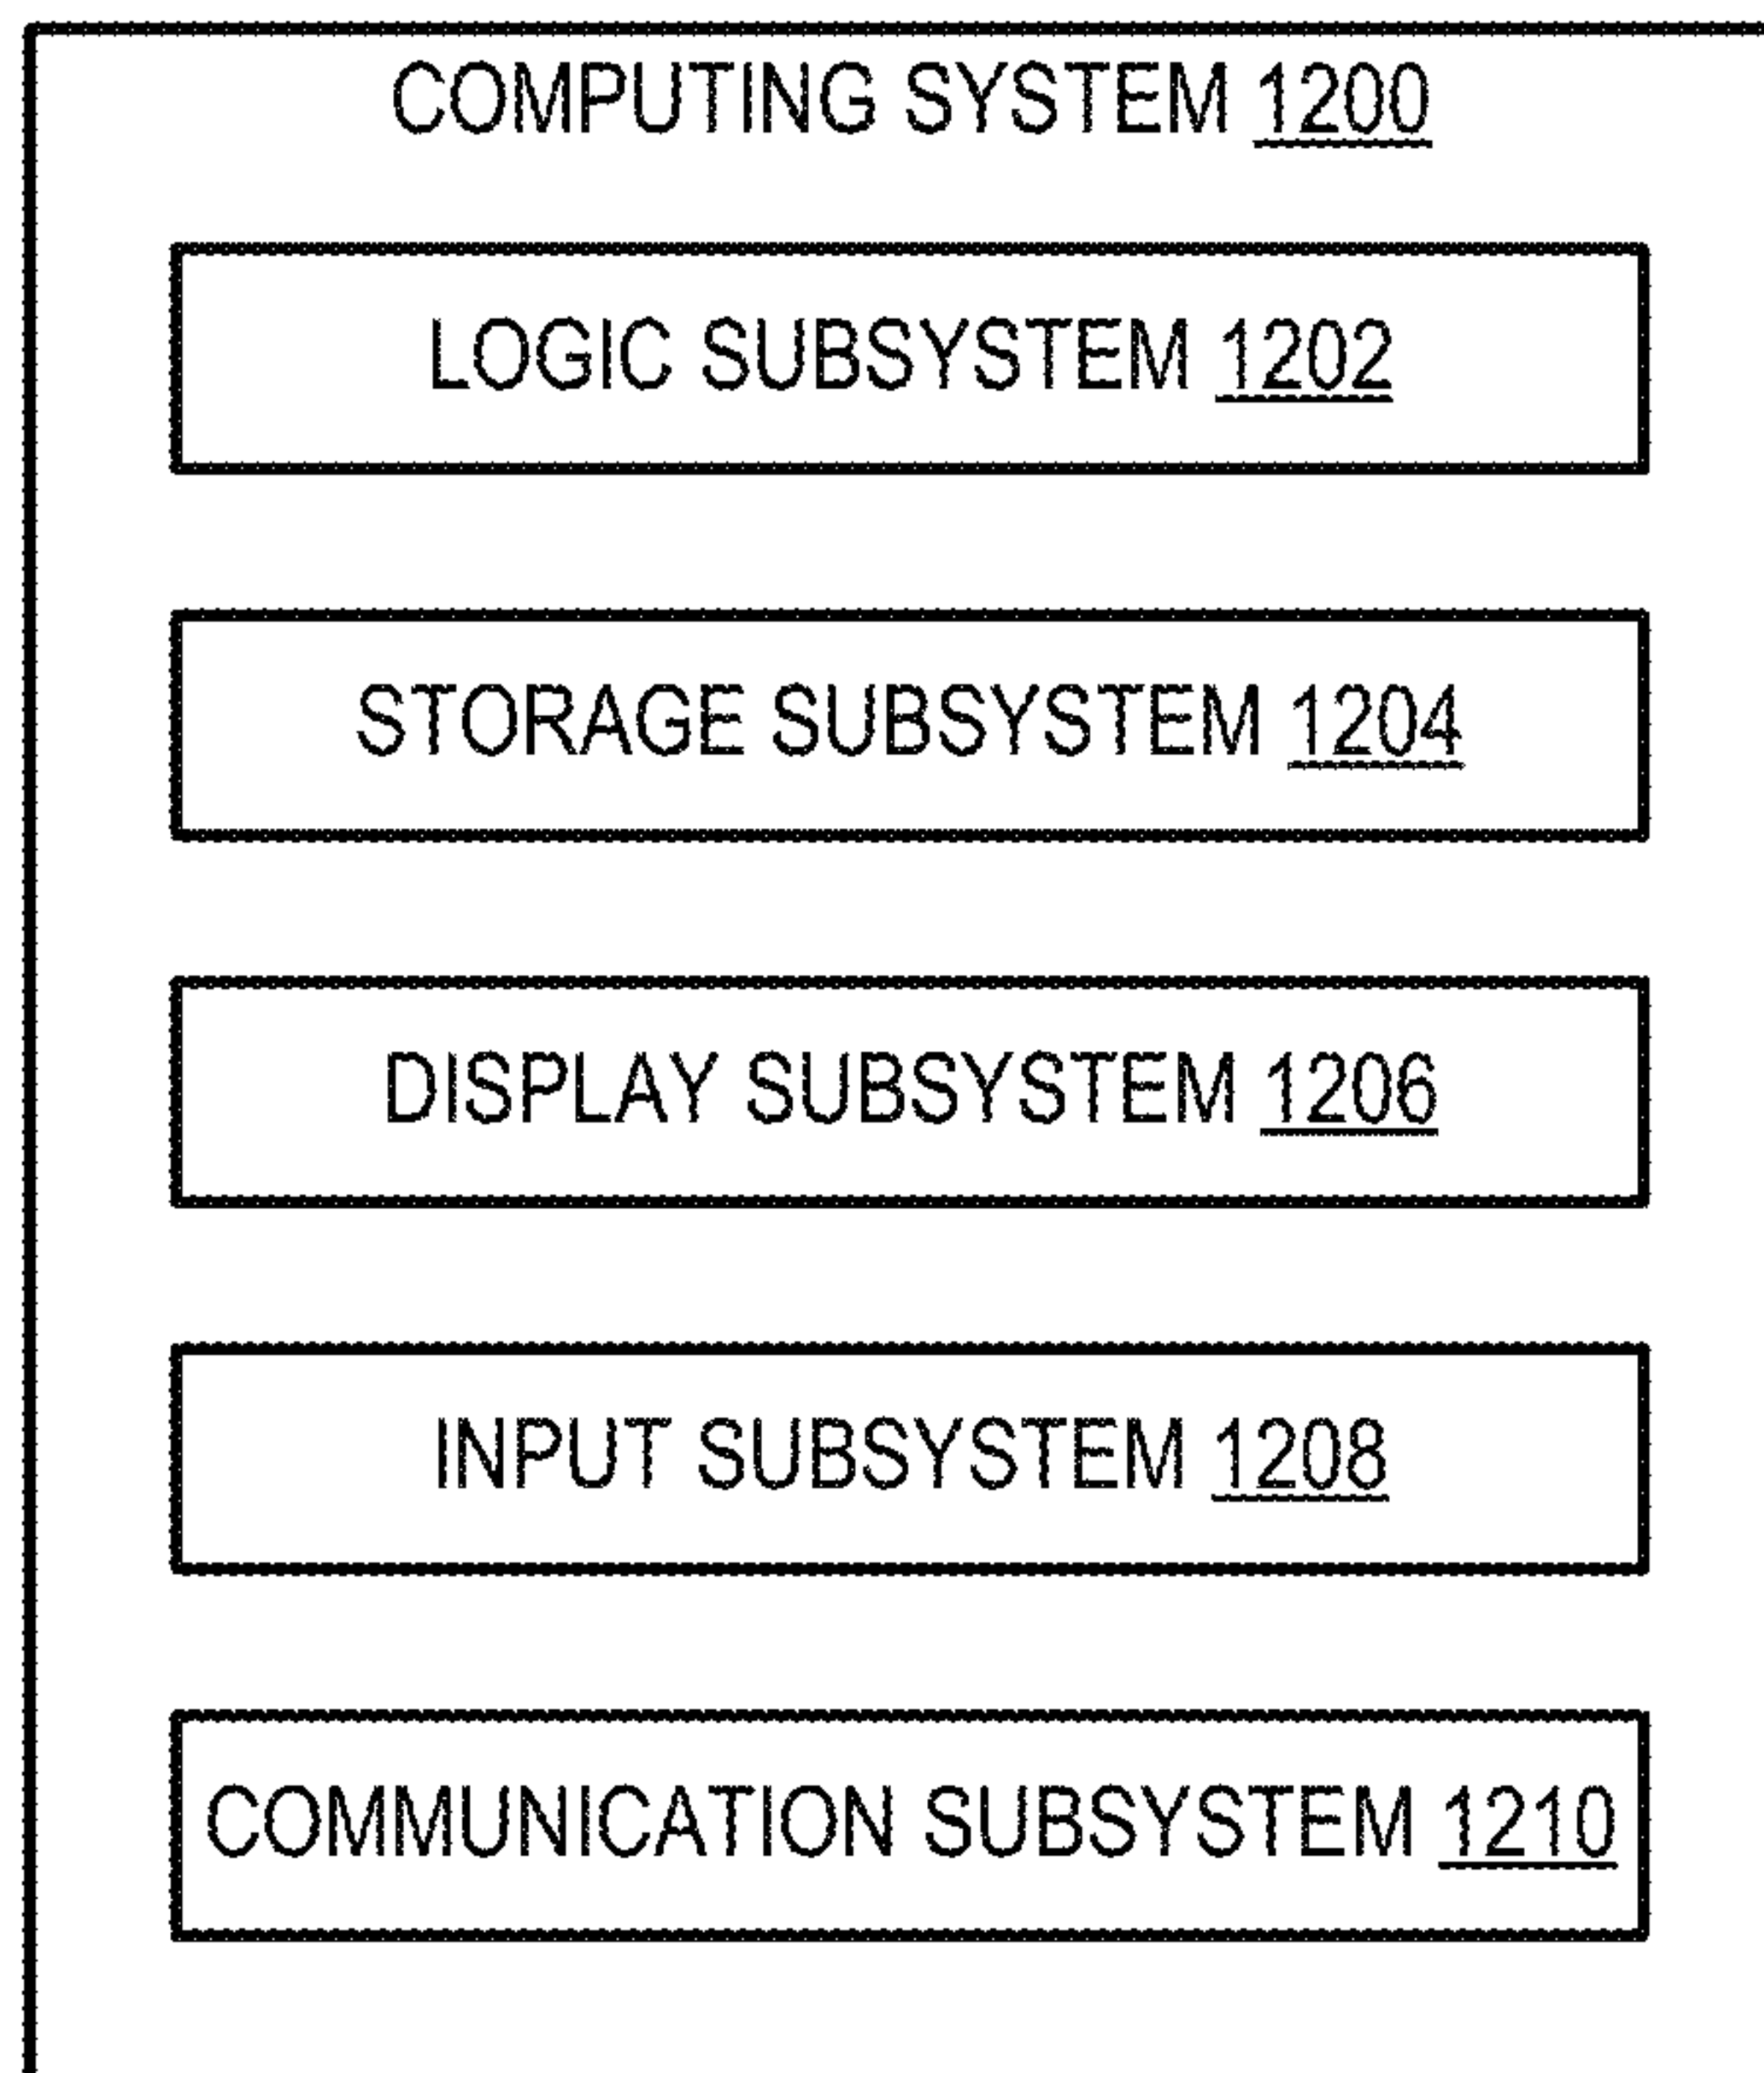 COMPUTING SYSTEM 1200
LOGIC SUBSYSTEM 1202
STORAGE SUBSYSTEM 1204
DISPLAY SUBSYSTEM 1206
INPUT SUBSYSTEM 1208
COMMUNICATION SUBSYSTEM 1210